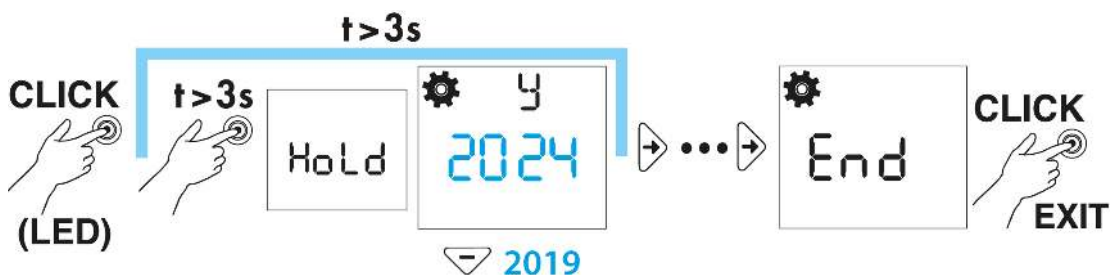 t>3s
CLICK
t>3s
(LED)
HoLd
y
2024
2019
End
CLICK
EXIT